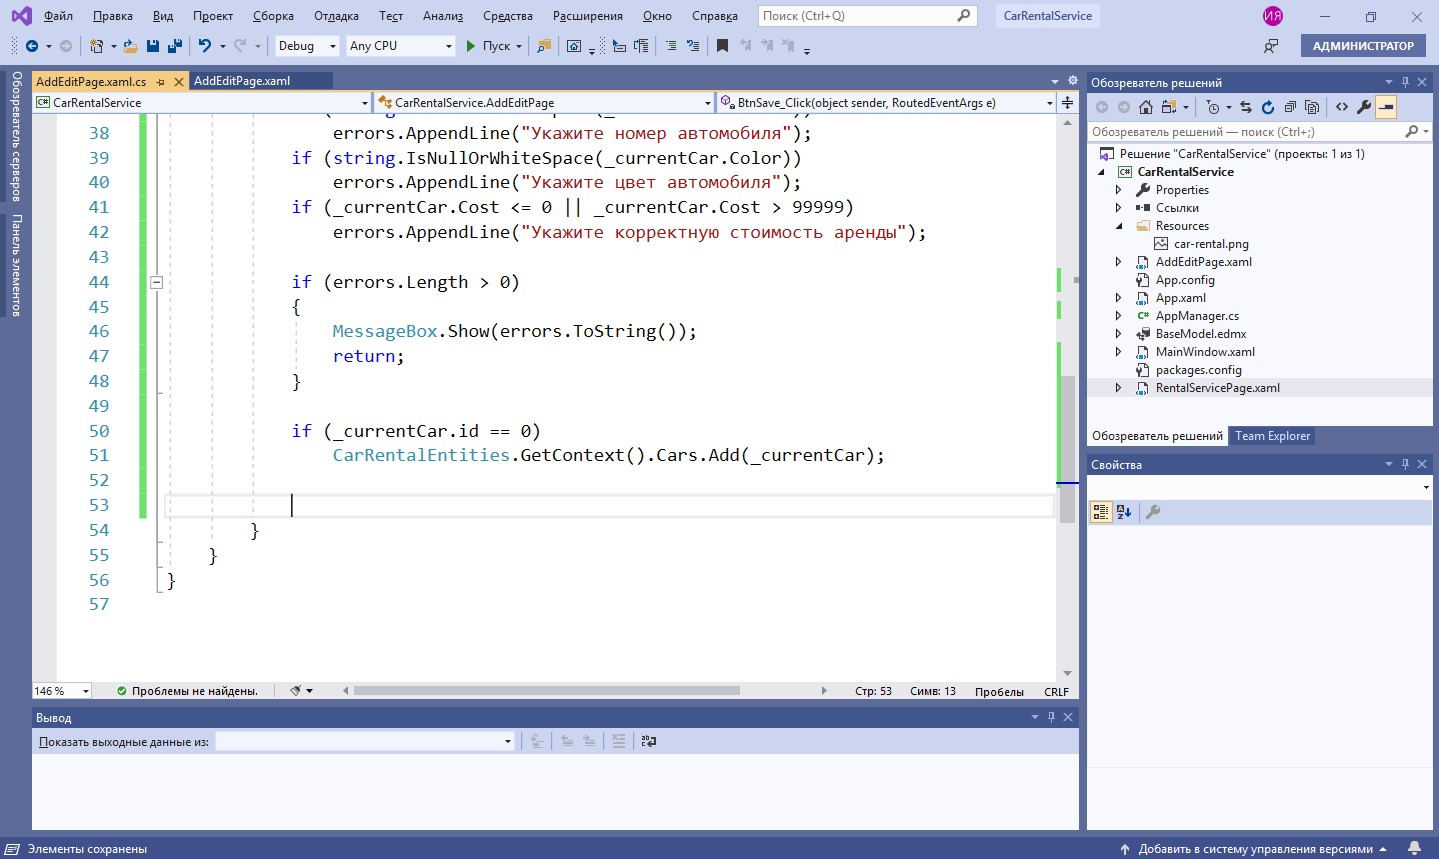 Файл Правка Вид Проект Сборка Отладка Тест Анализ Средства Расширения Окно Справка Поиск (Ctrl+Q) CarRentalService ИЯ
Debug Any CPU Пуск АДМИНИСТРАТОР
Обозреватель серверов
Панель элементов
AddEditPage.xaml.cs AddEditPage.xaml
CarRentalService CarRentalService.AddEditPage BtnSave_Click(object sender, RoutedEventArgs e)
38 errors.AppendLine("Укажите номер автомобиля");
39 if (string.IsNullOrWhiteSpace(_currentCar.Color))
40 errors.AppendLine("Укажите цвет автомобиля");
41 if (_currentCar.Cost <= 0 || _currentCar.Cost > 99999)
42 errors.AppendLine("Укажите корректную стоимость аренды");
43
44 if (errors.Length > 0)
45 {
46 MessageBox.Show(errors.ToString());
47 return;
48 }
49
50 if (_currentCar.id == 0)
51 CarRentalEntities.GetContext().Cars.Add(_currentCar);
52
53
54 }
55 }
56 }
57
146 % Проблемы не найдены. Стр: 53 Симв: 13 Пробелы CRLF
Вывод
Показать выходные данные из:
Обозреватель решений
Обозреватель решений — поиск (Ctrl+;)
Решение "CarRentalService" (проекты: 1 из 1)
CarRentalService
Properties
Ссылки
Resources
car-rental.png
AddEditPage.xaml
App.config
App.xaml
AppManager.cs
BaseModel.edmx
MainWindow.xaml
packages.config
RentalServicePage.xaml
Обозреватель решений Team Explorer
Свойства
Элементы сохранены Добавить в систему управления версиями